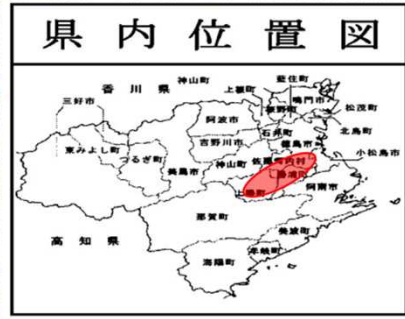 県内位置図
香川県
神山町
上板町
藍住町
三好市
板野町
鳴門市
松茂町
阿波市
北島町
石井町
徳島市
東みよし町
吉野川市
小松島市
つるぎ町
神山町
佐那河内村
美馬市
勝浦町
上勝町
阿南市
那賀町
高知県
美波町
海陽町
牟岐町